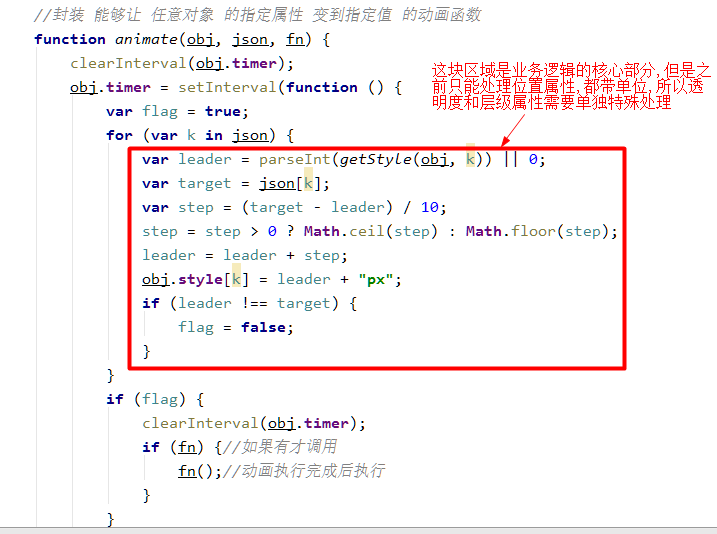 //封装 能够让 任意对象 的指定属性 变到指定值 的动画函数
function animate(obj, json, fn) {
clearInterval(obj.timer);
obj.timer = setInterval(function () {
var flag = true;
for (var k in json) {
这块区域是业务逻辑的核心部分,但是之
前只能处理位置属性,都带单位,所以透
明度和层级属性需要单独特殊处理
var leader = parseInt(getStyle(obj, k)) || 0;
var target = json[k];
var step = (target - leader) / 10;
step = step > 0 ? Math.ceil(step) : Math.floor(step);
leader = leader + step;
obj.style[k] = leader + "px";
if (leader !== target) {
flag = false;
}
}
if (flag) {
clearInterval(obj.timer);
if (fn) {//如果有才调用
fn();//动画执行完成后执行
}
}